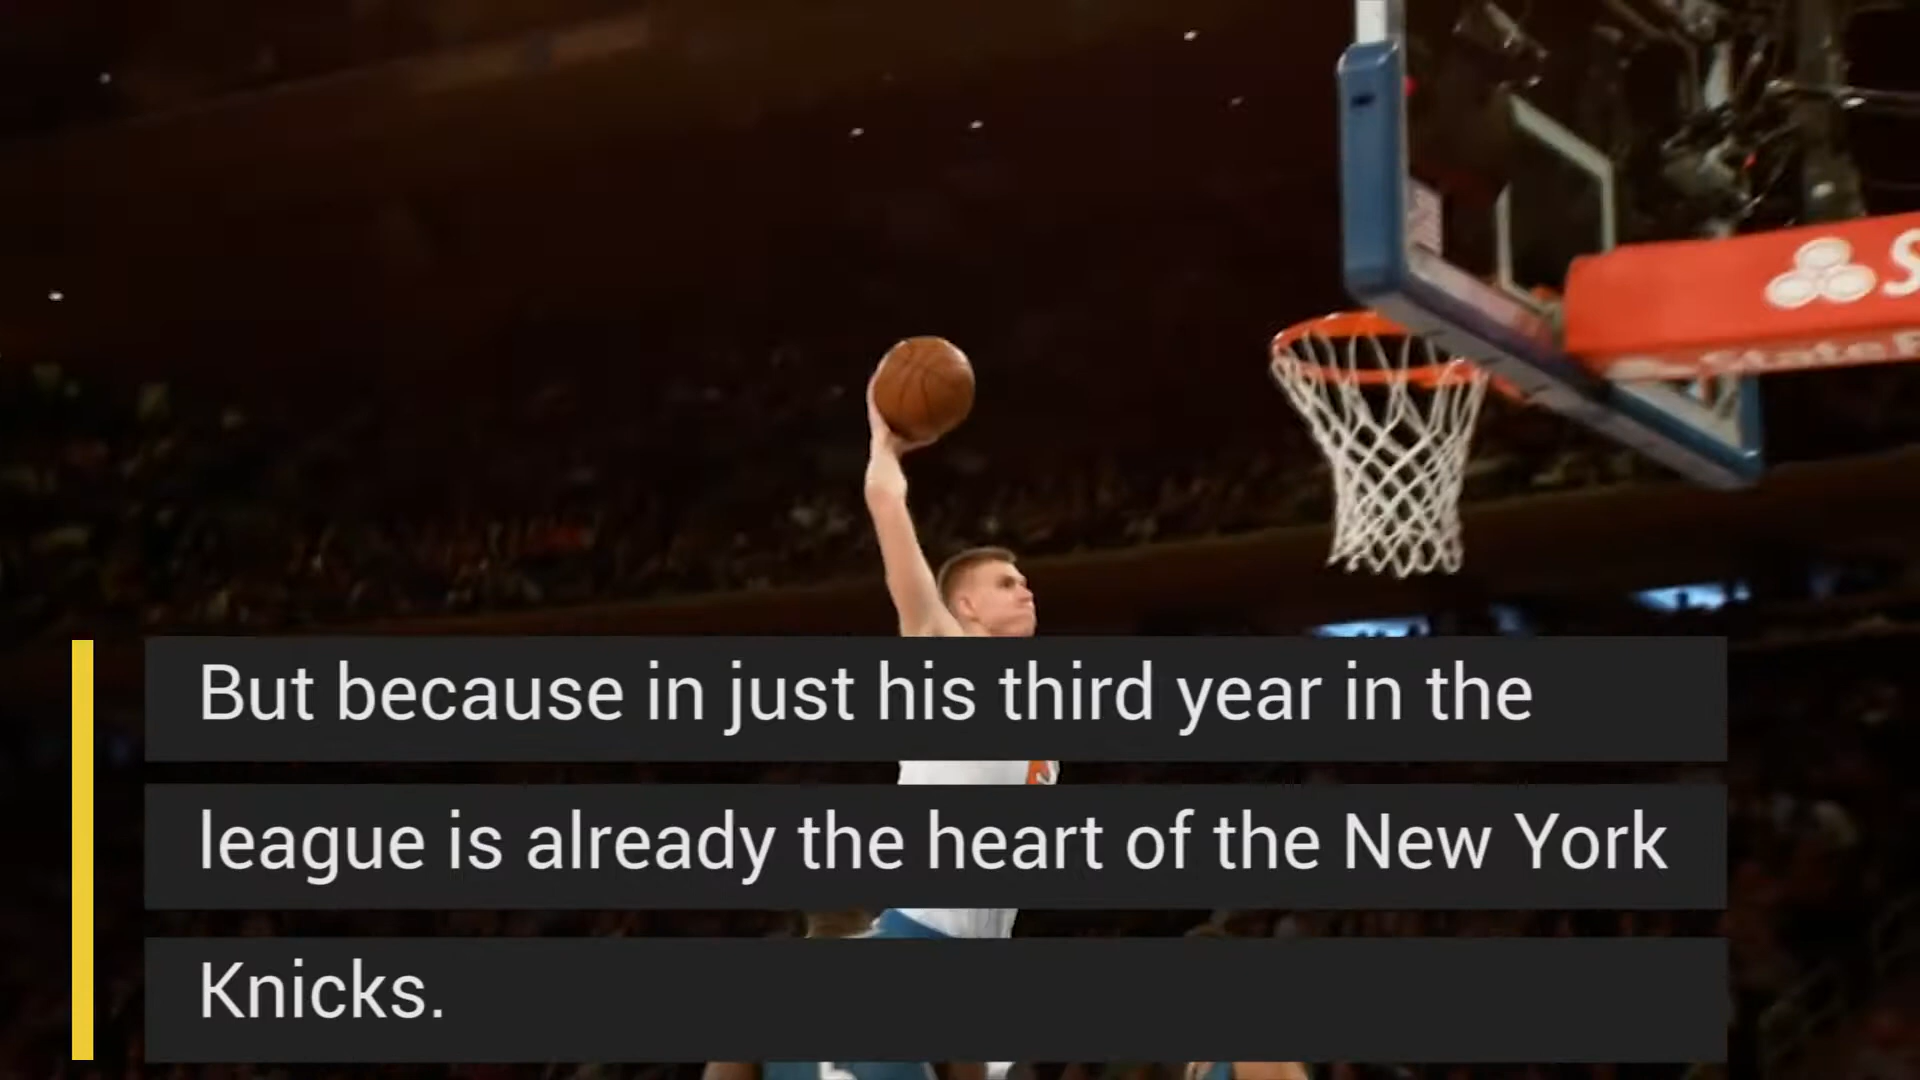 S
State F
But because in just his third year in the
league is already the heart of the New York
Knicks.